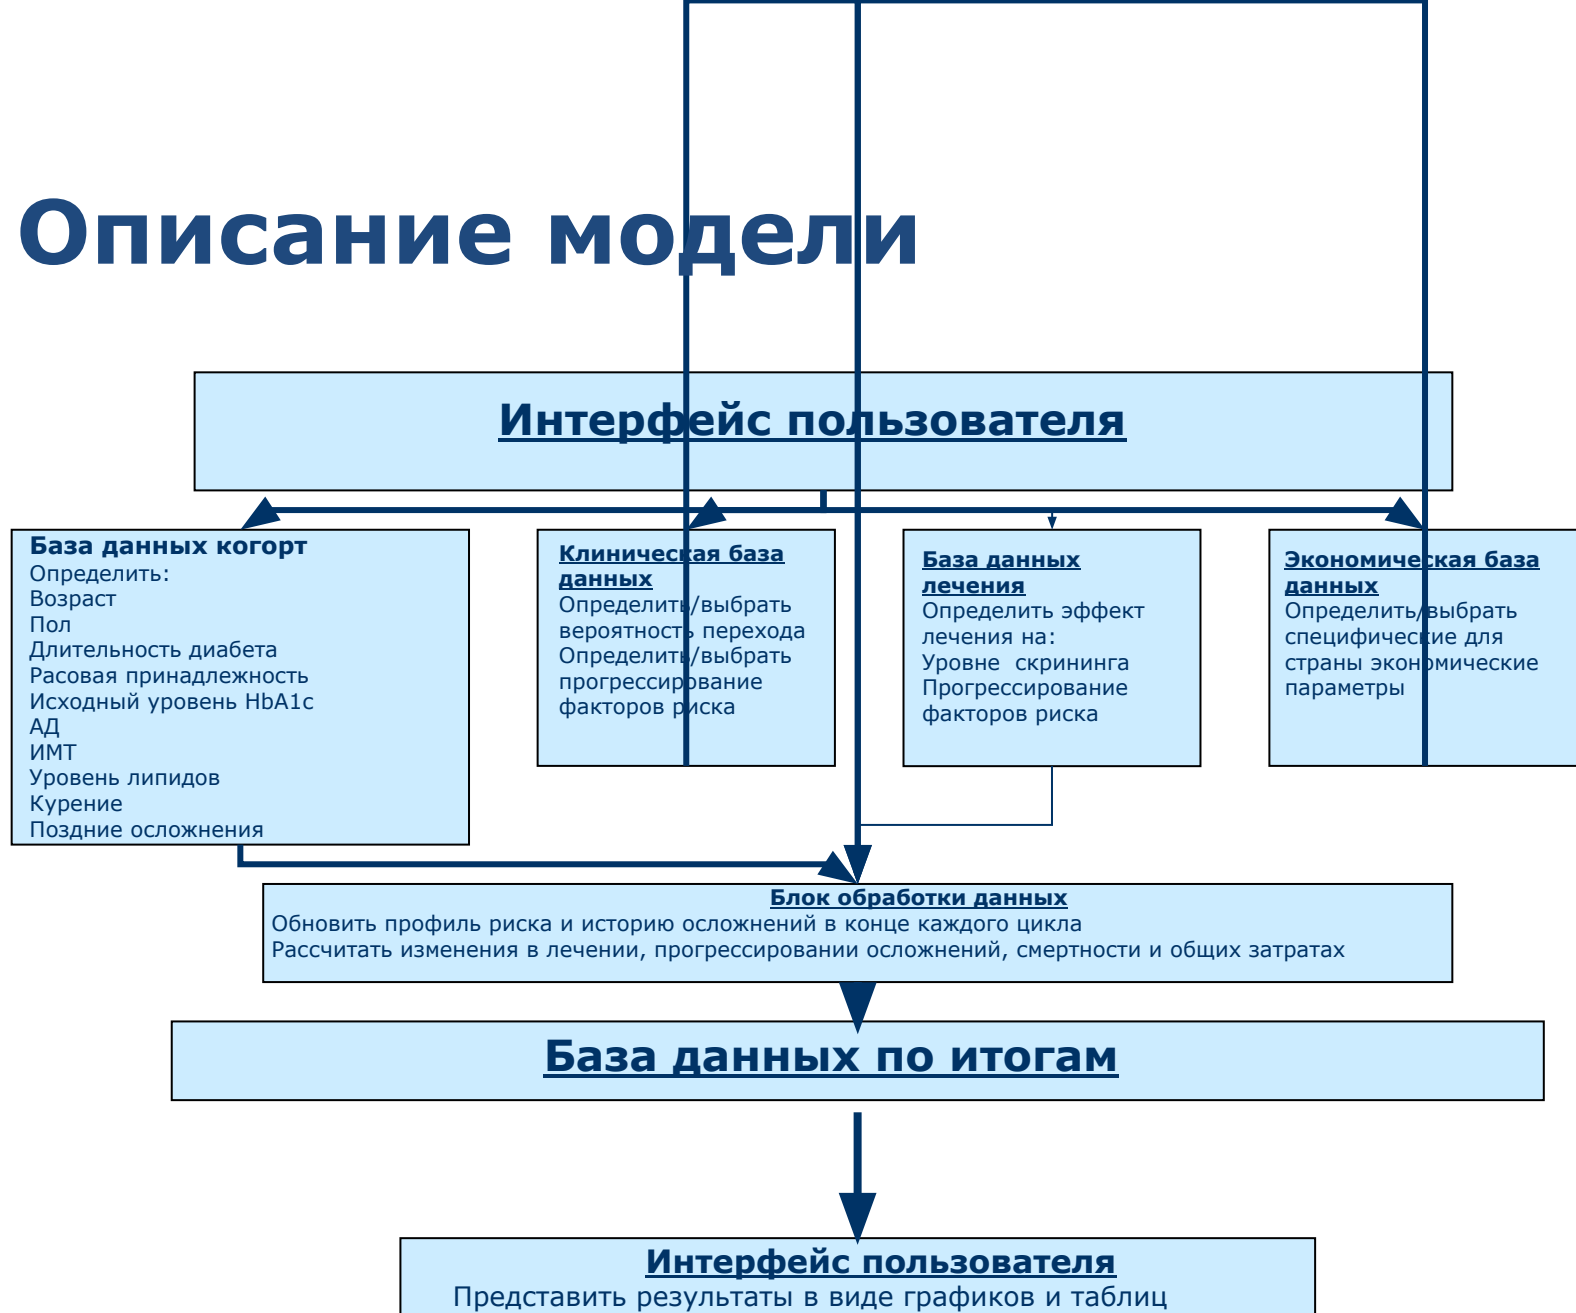 Описание модели
Интерфейс пользователя
База данных когорт
Определить:
Возраст
Пол
Длительность диабета
Расовая принадлежность
Исходный уровень HbA1c
АД
ИМТ
Уровень липидов
Курение
Поздние осложнения
Клиническая база
данных
Определить/выбрать
вероятность перехода
Определить/выбрать
прогрессирование
факторов риска
База данных
лечения
Определить эффект
лечения на:
Уровне скрининга
Прогрессирование
факторов риска
Экономическая база
данных
Определить/выбрать
специфические для
страны экономические
параметры
Блок обработки данных
Обновить профиль риска и историю осложнений в конце каждого цикла
Рассчитать изменения в лечении, прогрессировании осложнений, смертности и общих затратах
База данных по итогам
Интерфейс пользователя
Представить результаты в виде графиков и таблиц